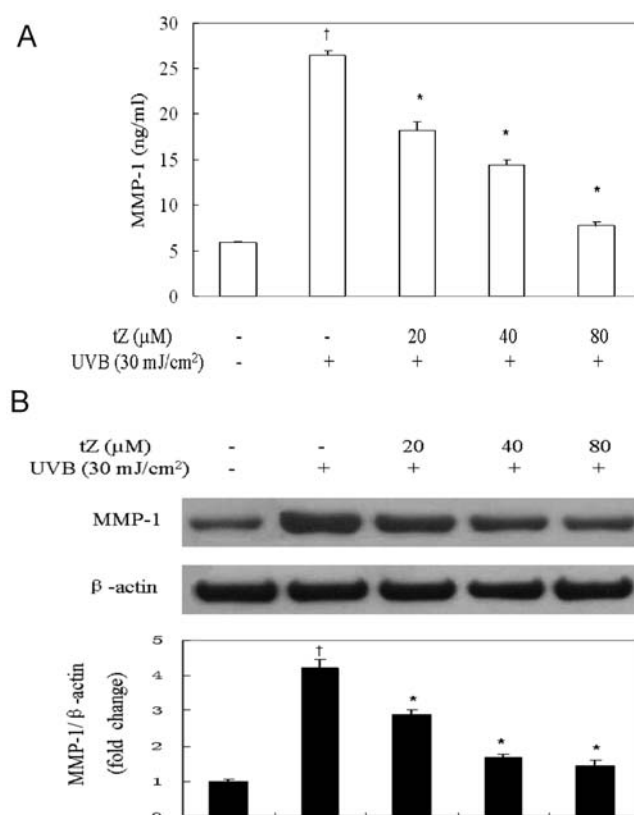 A
30
25
20
15
10
5
0
MMP-1 (ng/ml)
†
*
*
*
tZ (µM) - - 20 40 80
UVB (30 mJ/cm²) - + + + +
B
tZ (µM) - - 20 40 80
UVB (30 mJ/cm²) - + + + +
MMP-1
β-actin
5
4
3
2
1
0
MMP-1/β-actin
(fold change)
†
*
*
*